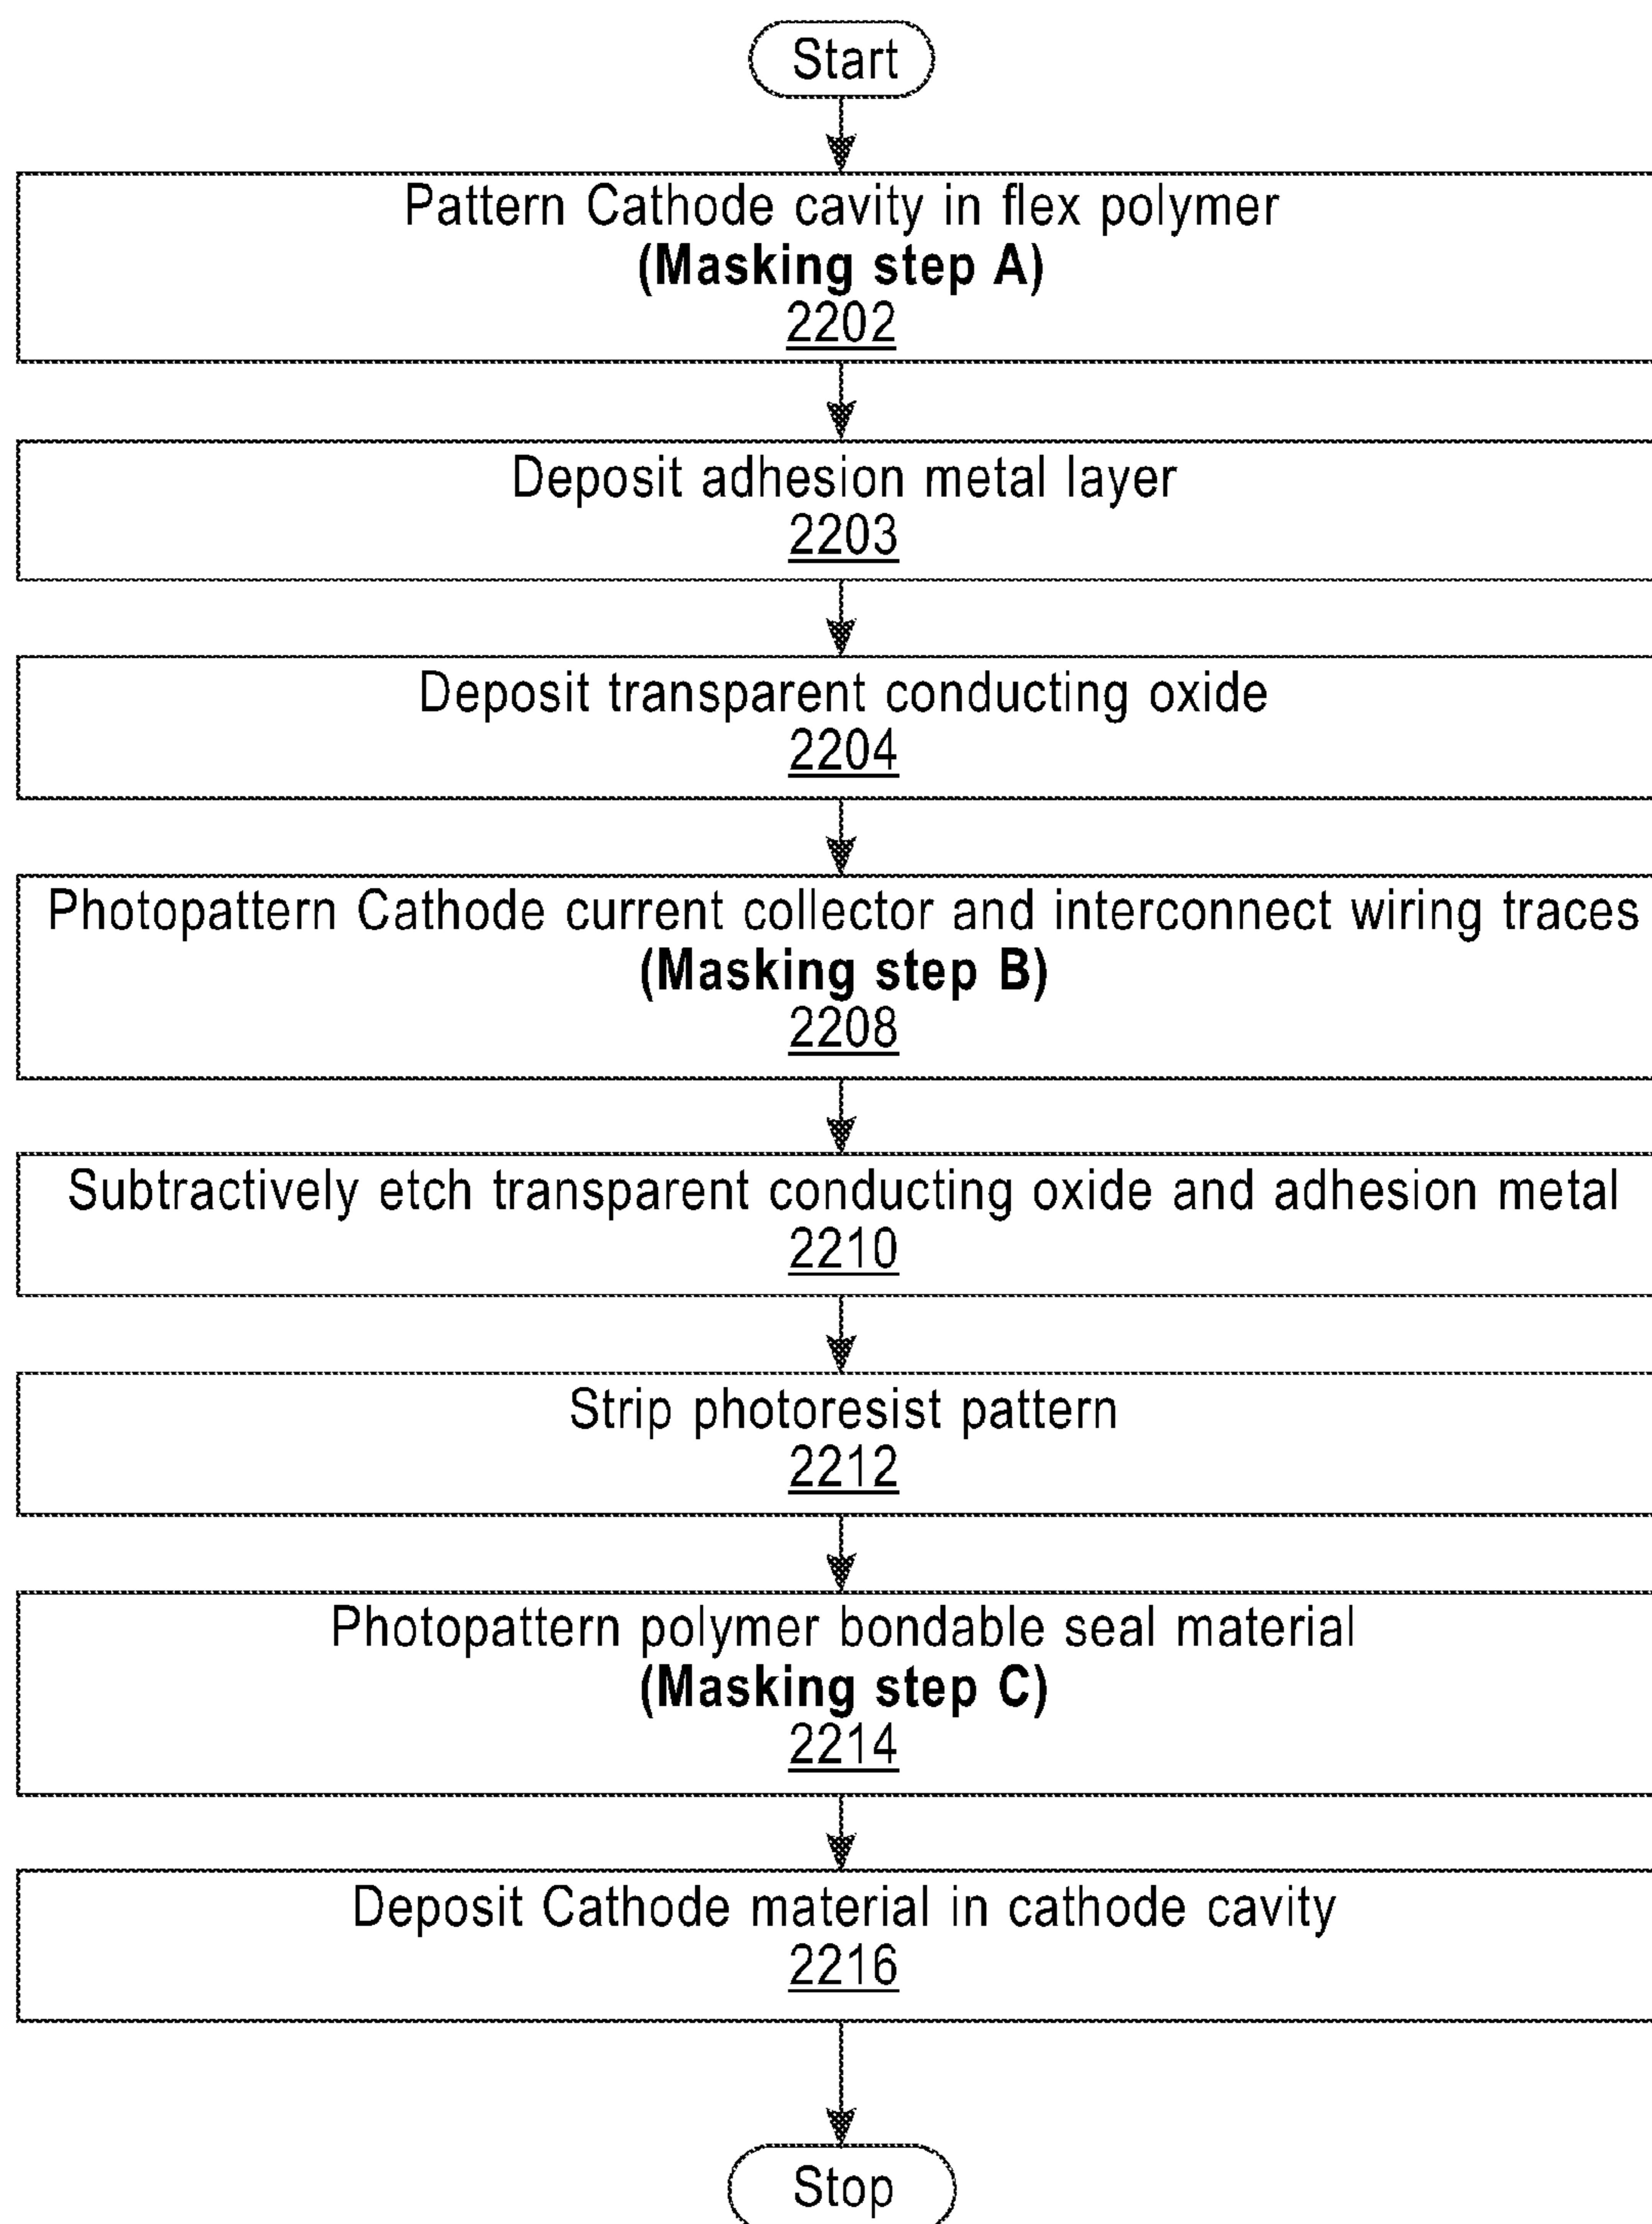 Start
Pattern Cathode cavity in flex polymer
(Masking step A)
2202
Deposit adhesion metal layer
2203
Deposit transparent conducting oxide
2204
Photopattern Cathode current collector and interconnect wiring traces
(Masking step B)
2208
Subtractively etch transparent conducting oxide and adhesion metal
2210
Strip photoresist pattern
2212
Photopattern polymer bondable seal material
(Masking step C)
2214
Deposit Cathode material in cathode cavity
2216
Stop